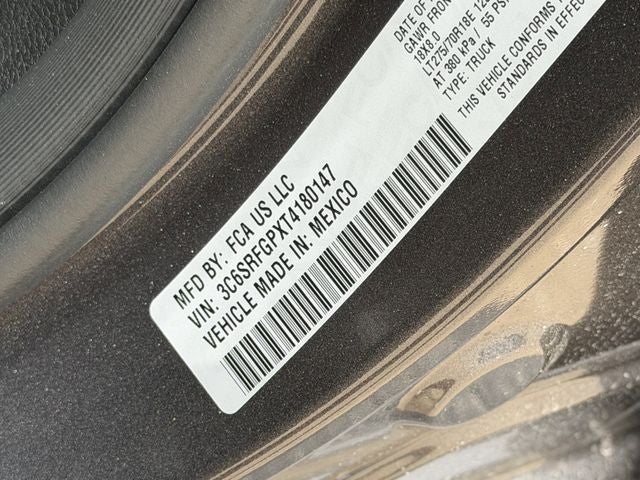 MFD BY: FCA US LLC
VIN: 3C6SRFGPXT4180147
VEHICLE MADE IN: MEXICO
DATE OF
GAWR FRON
18X8.0
LT275/70R18E
AT 380 kPa / 55 PS
TYPE: TRUCK
THIS VEHICLE CONFORMS
STANDARDS IN EFFEC